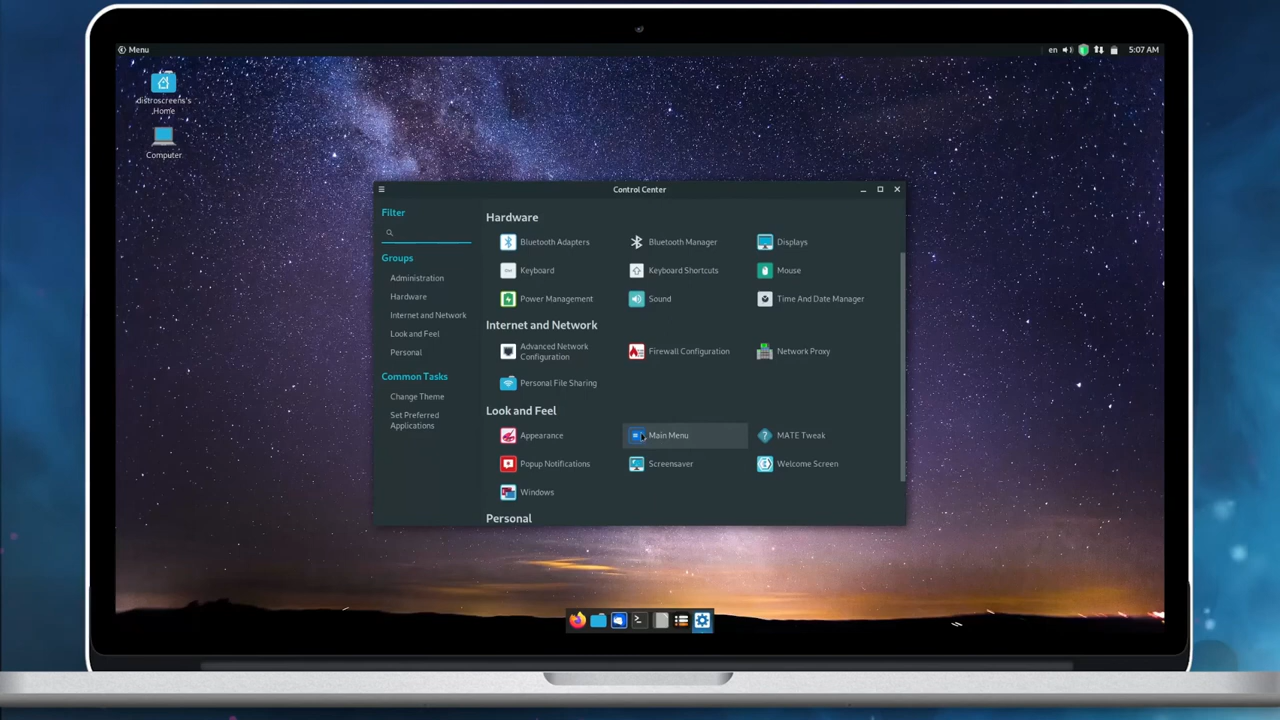 Menu
en
5:07 AM
distroscreens's
Home
Computer
Control Center
Filter
Groups
Administration
Hardware
Internet and Network
Look and Feel
Personal
Common Tasks
Change Theme
Set Preferred
Applications
Hardware
Bluetooth Adapters
Bluetooth Manager
Displays
Keyboard
Keyboard Shortcuts
Mouse
Power Management
Sound
Time And Date Manager
Internet and Network
Advanced Network
Configuration
Firewall Configuration
Network Proxy
Personal File Sharing
Look and Feel
Appearance
Main Menu
MATE Tweak
Popup Notifications
Screensaver
Welcome Screen
Windows
Personal